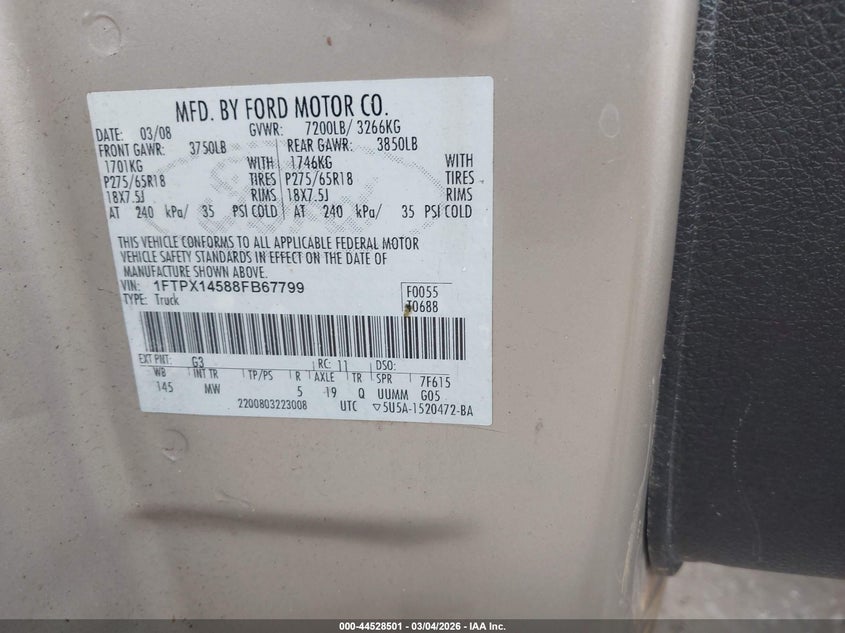 MFD. BY FORD MOTOR CO.
DATE: 03/08 GVWR: 7200LB/ 3266KG
FRONT GAWR: 3750LB REAR GAWR: 3850LB
1701KG WITH 1746KG WITH
P275/65R18 TIRES P275/65R18 TIRES
18X7.5J RIMS 18X7.5J RIMS
AT 240 kPa/ 35 PSI COLD AT 240 kPa/ 35 PSI COLD
THIS VEHICLE CONFORMS TO ALL APPLICABLE FEDERAL MOTOR
VEHICLE SAFETY STANDARDS IN EFFECT ON THE DATE OF
MANUFACTURE SHOWN ABOVE.
VIN: 1FTPX14588FB67799 F0055
TYPE: Truck T0688
EXT PNT: G3 RC: 11 DSO:
WB INT TR TP/PS R AXLE TR SPR 7F615
145 MW 5 19 Q UUMM G05
2200803223008 UTC ▽5U5A-1520472-BA
000-44528501 — 03/04/2026 — IAA Inc.